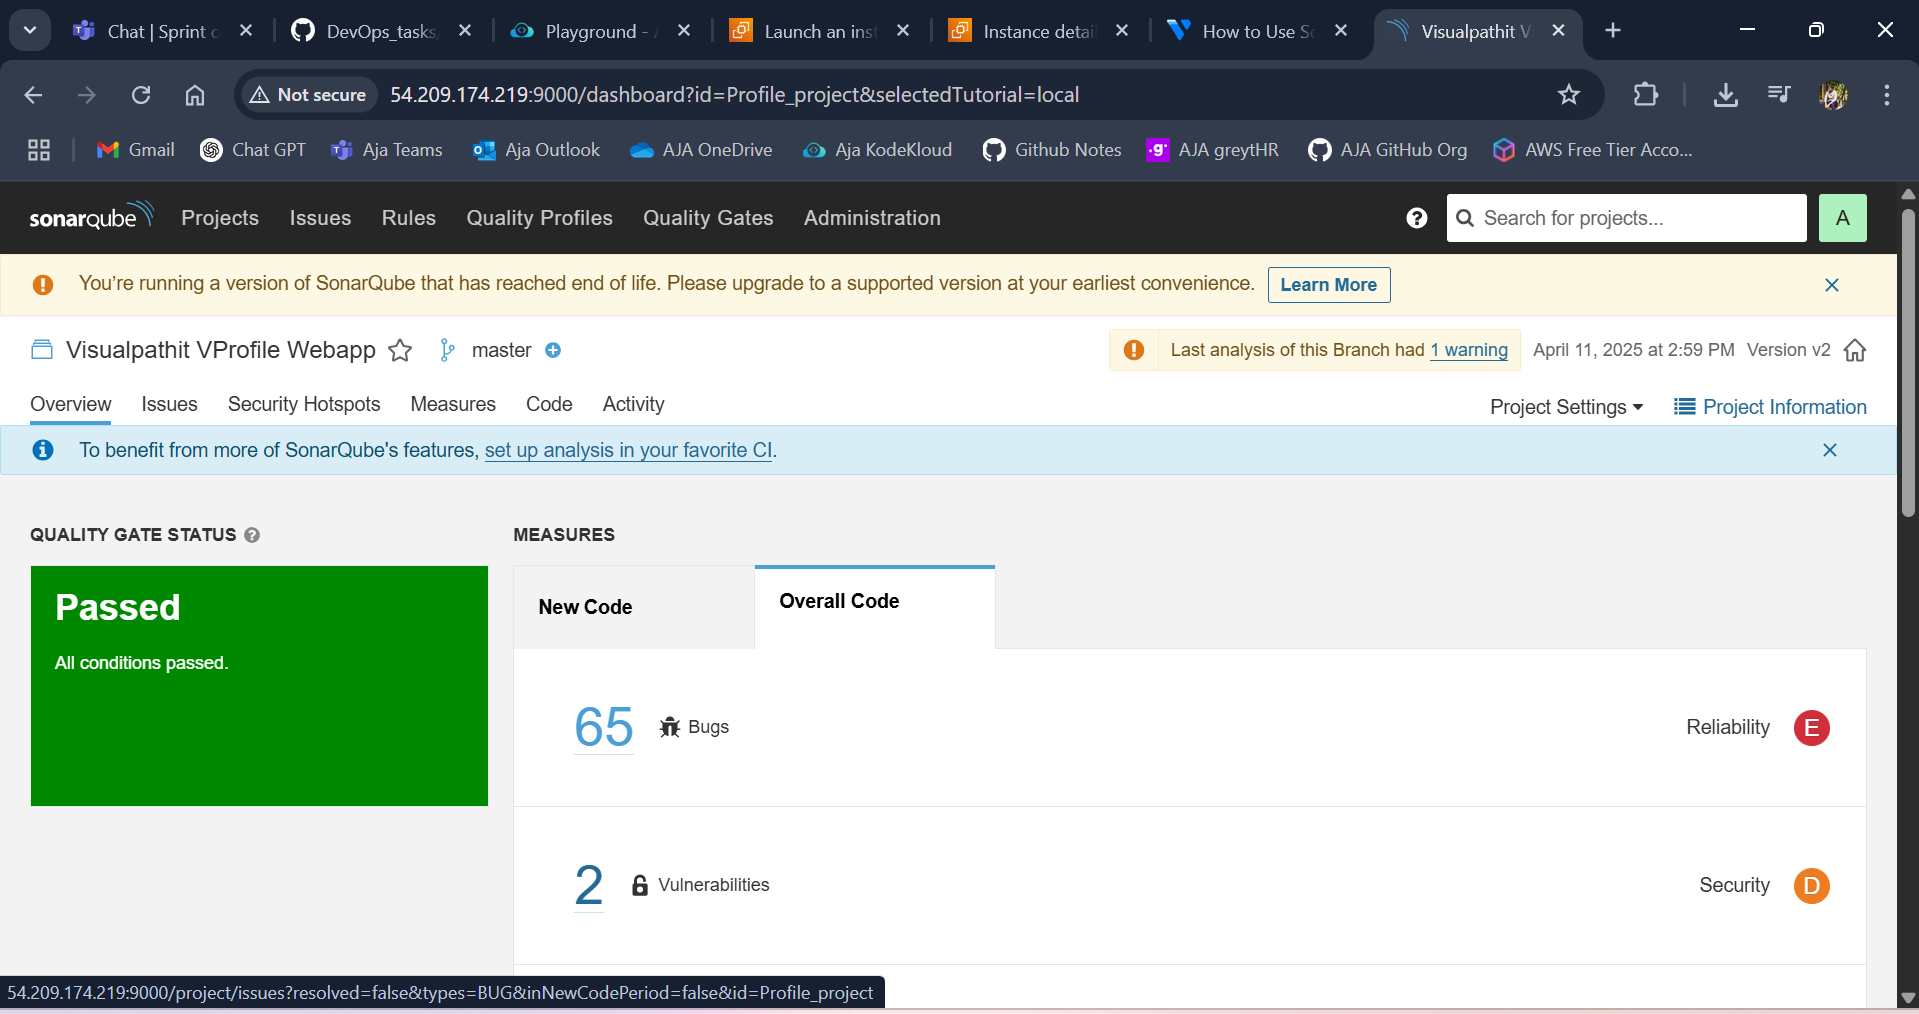 Chat | Sprint c
DevOps_tasks
Playground - 
Launch an inst
Instance detai
How to Use So
Visualpathit V
Not secure 54.209.174.219:9000/dashboard?id=Profile_project&selectedTutorial=local
Gmail Chat GPT Aja Teams Aja Outlook AJA OneDrive Aja KodeKloud Github Notes .g AJA greytHR AJA GitHub Org AWS Free Tier Acco...
sonarqube Projects Issues Rules Quality Profiles Quality Gates Administration Search for projects... A
You’re running a version of SonarQube that has reached end of life. Please upgrade to a supported version at your earliest convenience. Learn More
Visualpathit VProfile Webapp master Last analysis of this Branch had 1 warning April 11, 2025 at 2:59 PM Version v2
Overview Issues Security Hotspots Measures Code Activity Project Settings Project Information
To benefit from more of SonarQube's features, set up analysis in your favorite CI.
QUALITY GATE STATUS
Passed
All conditions passed.
MEASURES
New Code Overall Code
65 Bugs Reliability E
2 Vulnerabilities Security D
54.209.174.219:9000/project/issues?resolved=false&types=BUG&inNewCodePeriod=false&id=Profile_project